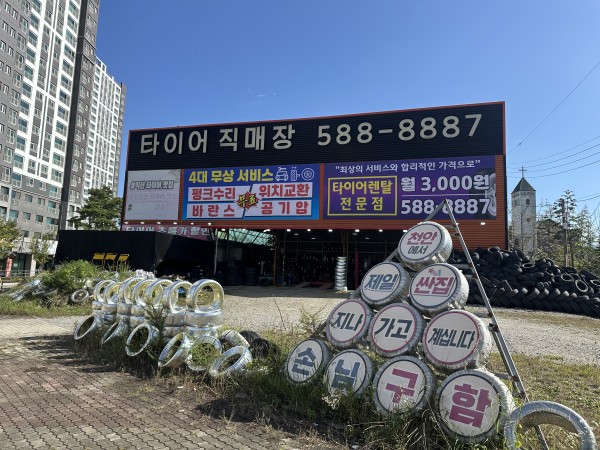 타이어 직매장 588-8887
4대 무상 서비스
펑크수리 위치교환
바란스 공기압
"최상의 서비스와 합리적인 가격으로"
타이어렌탈 전문점
월 3,000원
588-8887
천안에서
제일 싸집
지나 가고 계십니다
손님 구함